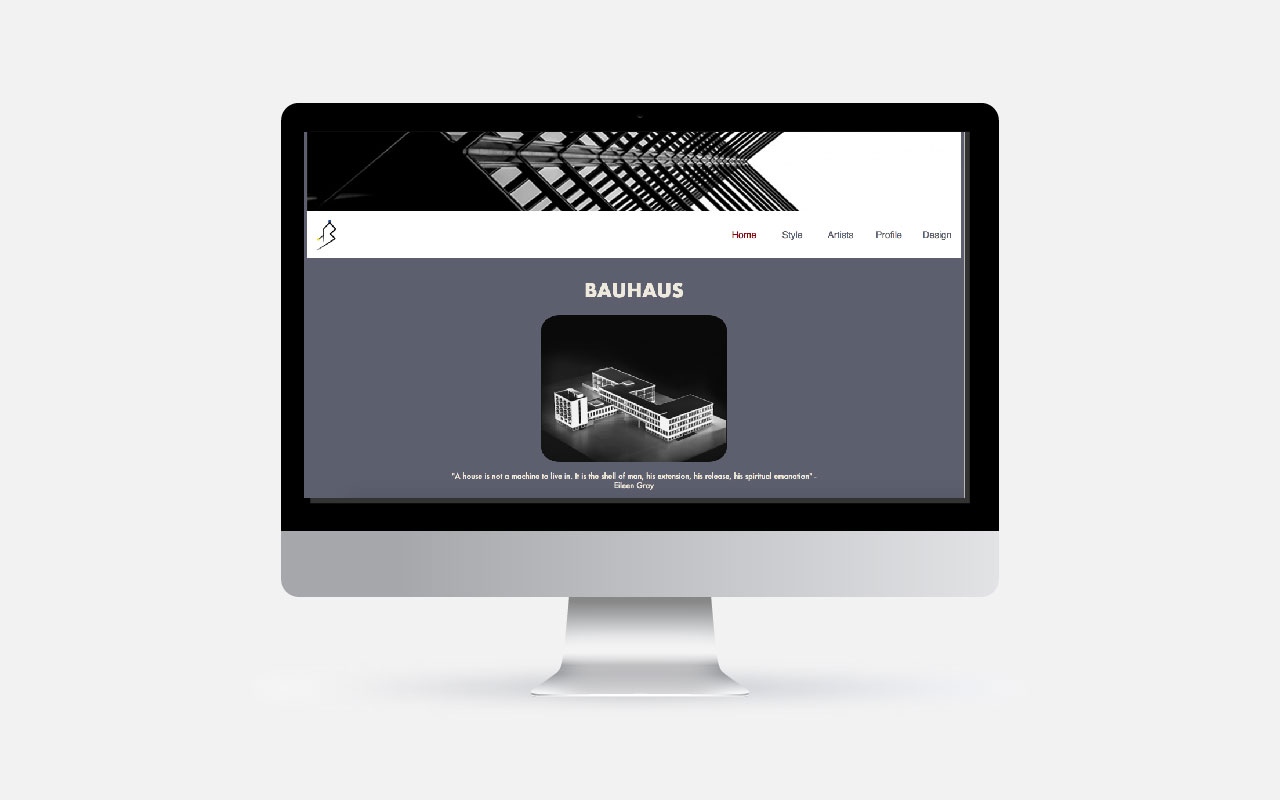 Home Style Artists Profile Design
BAUHAUS
"A house is not a machine to live in. It is the shell of man, his extension, his release, his spiritual emanation" -
Eileen Gray